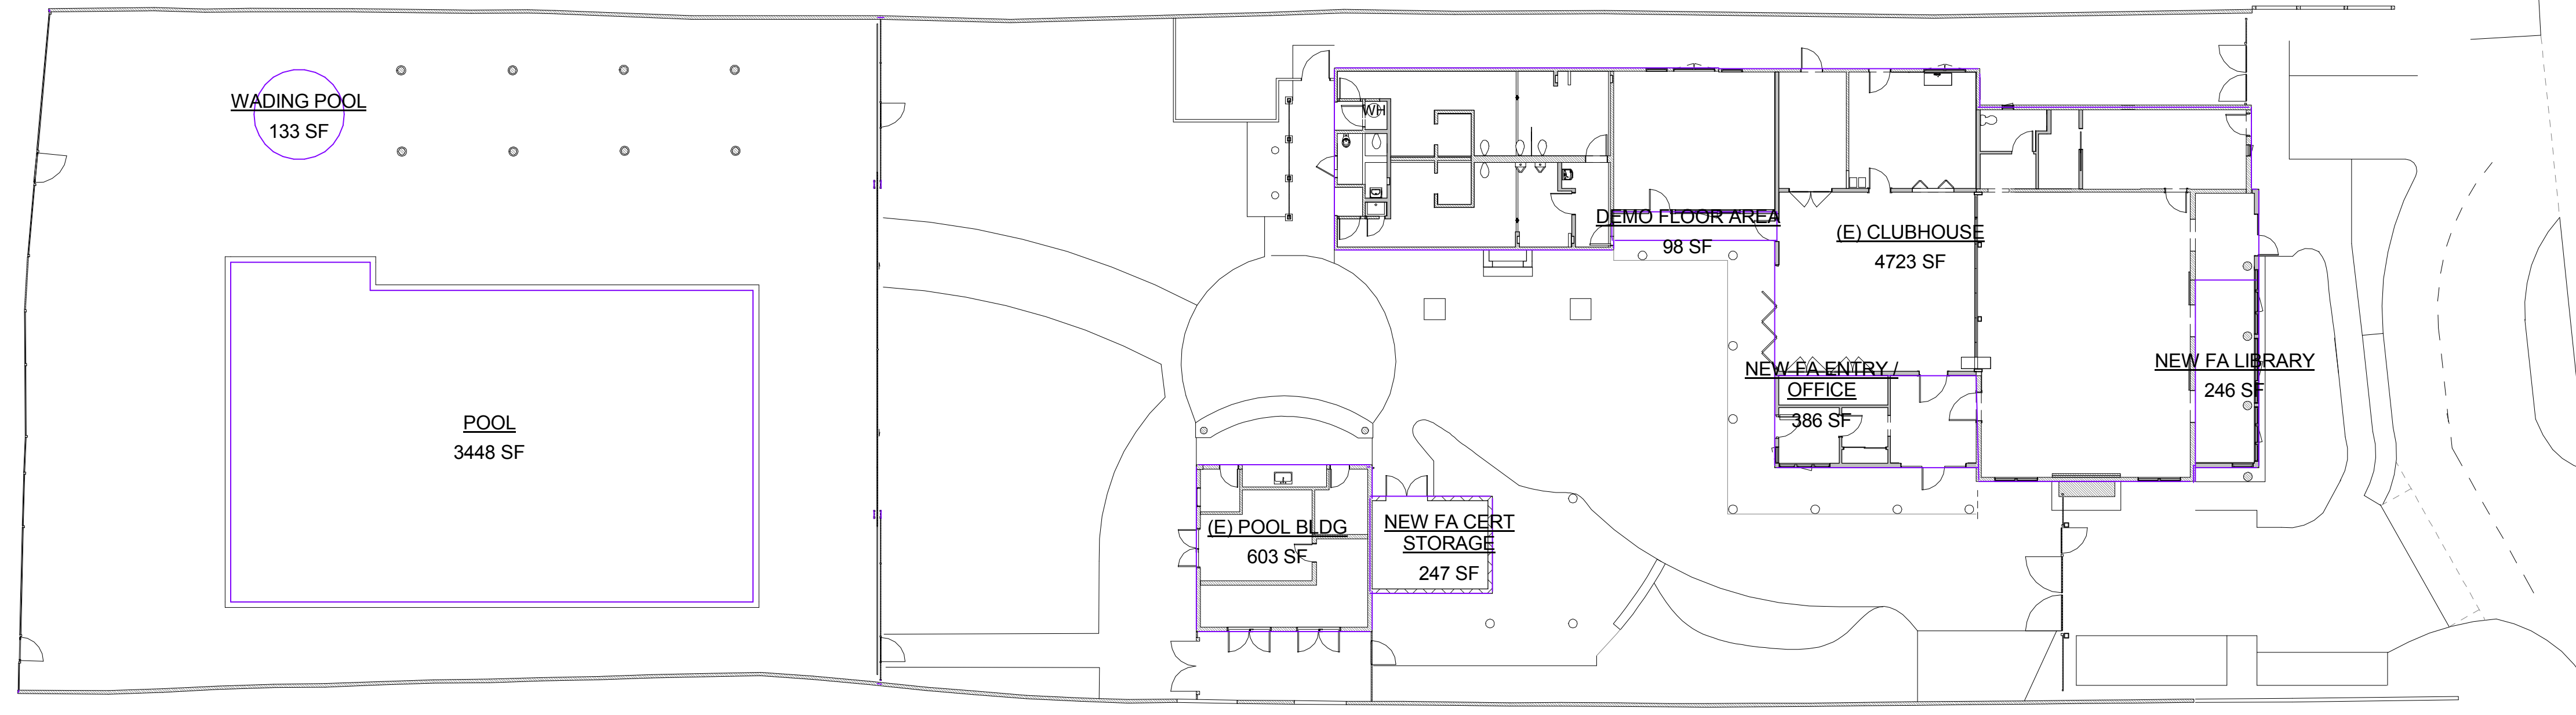 WADING POOL
133 SF
POOL
3448 SF
WH
DEMO FLOOR AREA
98 SF
(E) CLUBHOUSE
4723 SF
NEW FA ENTRY /
OFFICE
386 SF
NEW FA LIBRARY
246 SF
(E) POOL BLDG
603 SF
NEW FA CERT
STORAGE
247 SF